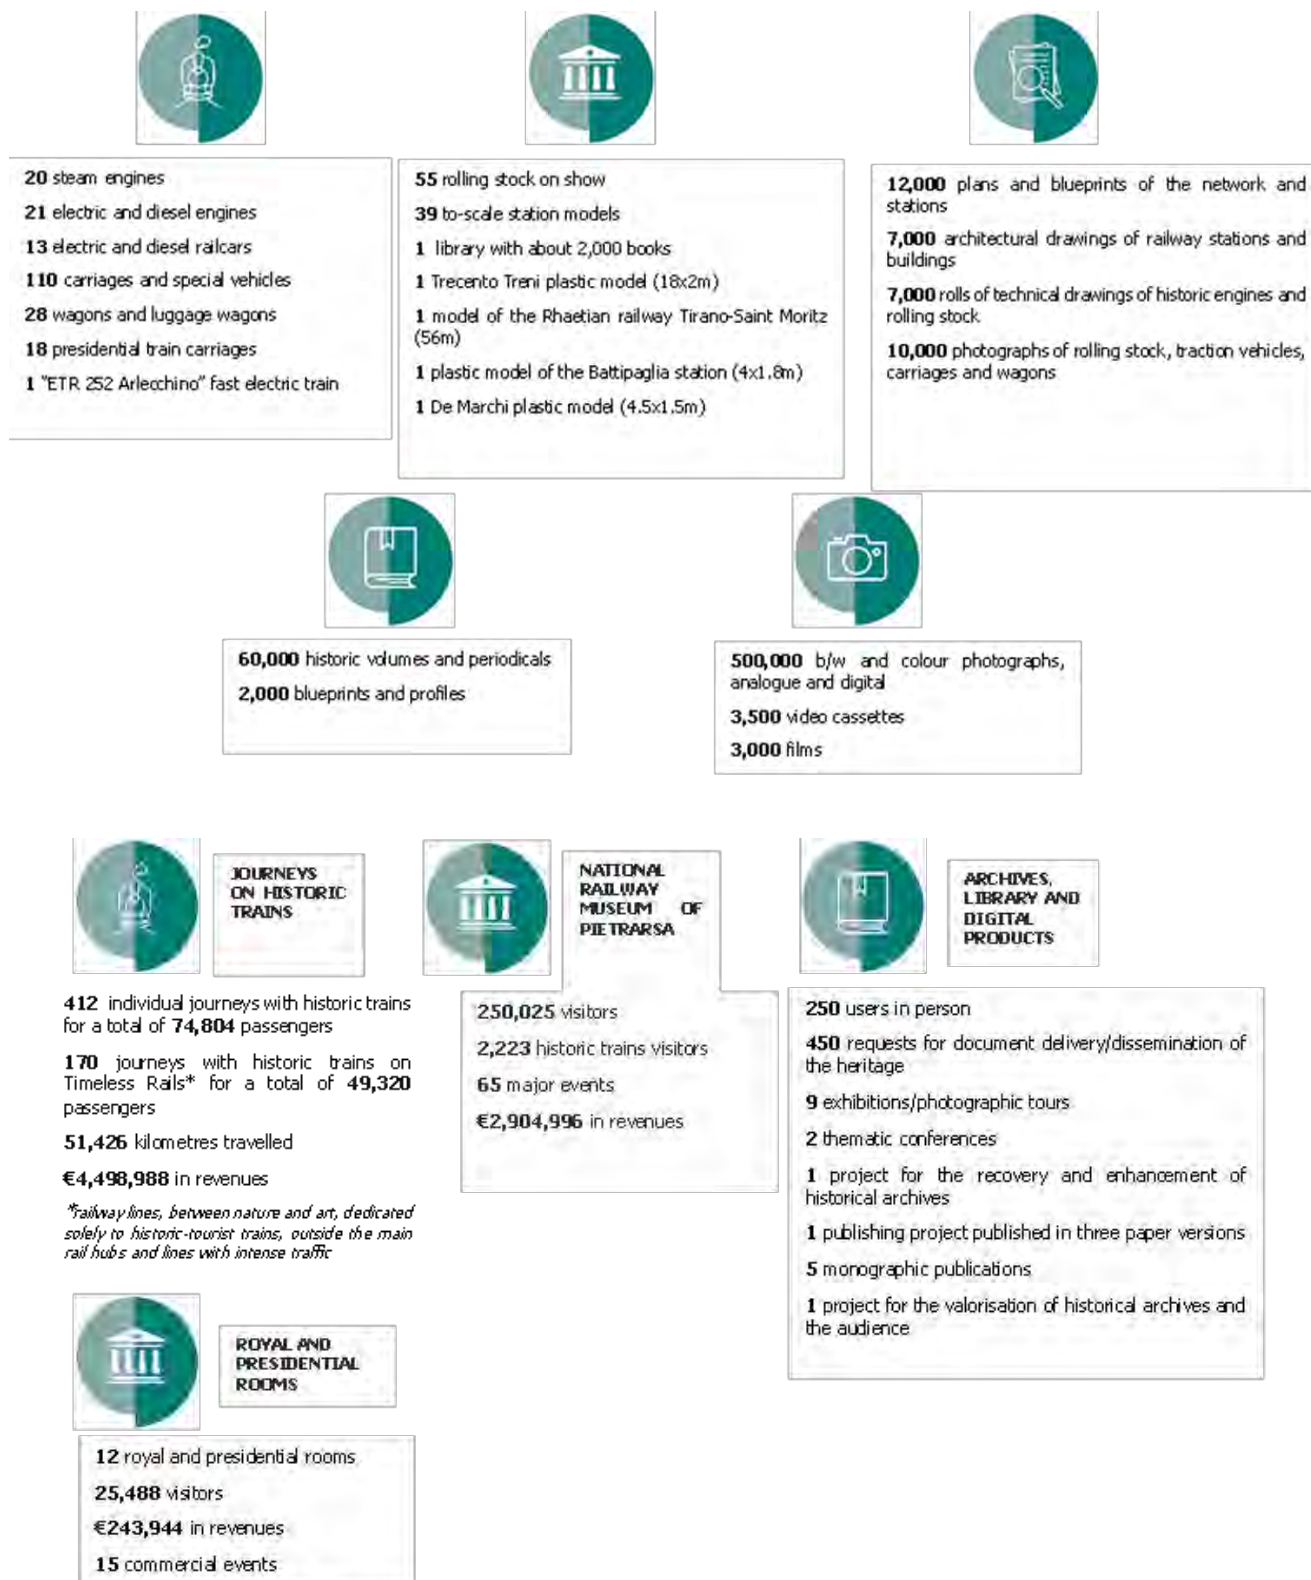 20 steam engines
21 electric and diesel engines
13 electric and diesel railcars
110 carriages and special vehicles
28 wagons and luggage wagons
18 presidential train carriages
1 "ETR 252 Arlecchino" fast electric train
55 rolling stock on show
39 to-scale station models
1 library with about 2,000 books
1 Trecento Treni plastic model (18x2m)
1 model of the Rhaetian railway Tirano-Saint Moritz
(56m)
1 plastic model of the Battipaglia station (4x1.8m)
1 De Marchi plastic model (4.5x1.5m)
12,000 plans and blueprints of the network and
stations
7,000 architectural drawings of railway stations and
buildings
7,000 rolls of technical drawings of historic engines and
rolling stock
10,000 photographs of rolling stock, traction vehicles,
carriages and wagons
60,000 historic volumes and periodicals
2,000 blueprints and profiles
500,000 b/w and colour photographs,
analogue and digital
3,500 video cassettes
3,000 films
JOURNEYS
ON HISTORIC
TRAINS
412 individual journeys with historic trains
for a total of 74,804 passengers
170 journeys with historic trains on
Timeless Rails* for a total of 49,320
passengers
51,426 kilometres travelled
€4,498,988 in revenues
*railway lines, between nature and art, dedicated
solely to historic-tourist trains, outside the main
rail hubs and lines with intense traffic
NATIONAL
RAILWAY
MUSEUM OF
PIETRARSA
250,025 visitors
2,223 historic trains visitors
65 major events
€2,904,996 in revenues
ARCHIVES,
LIBRARY AND
DIGITAL
PRODUCTS
250 users in person
450 requests for document delivery/dissemination of
the heritage
9 exhibitions/photographic tours
2 thematic conferences
1 project for the recovery and enhancement of
historical archives
1 publishing project published in three paper versions
5 monographic publications
1 project for the valorisation of historical archives and
the audience
ROYAL AND
PRESIDENTIAL
ROOMS
12 royal and presidential rooms
25,488 visitors
€243,944 in revenues
15 commercial events